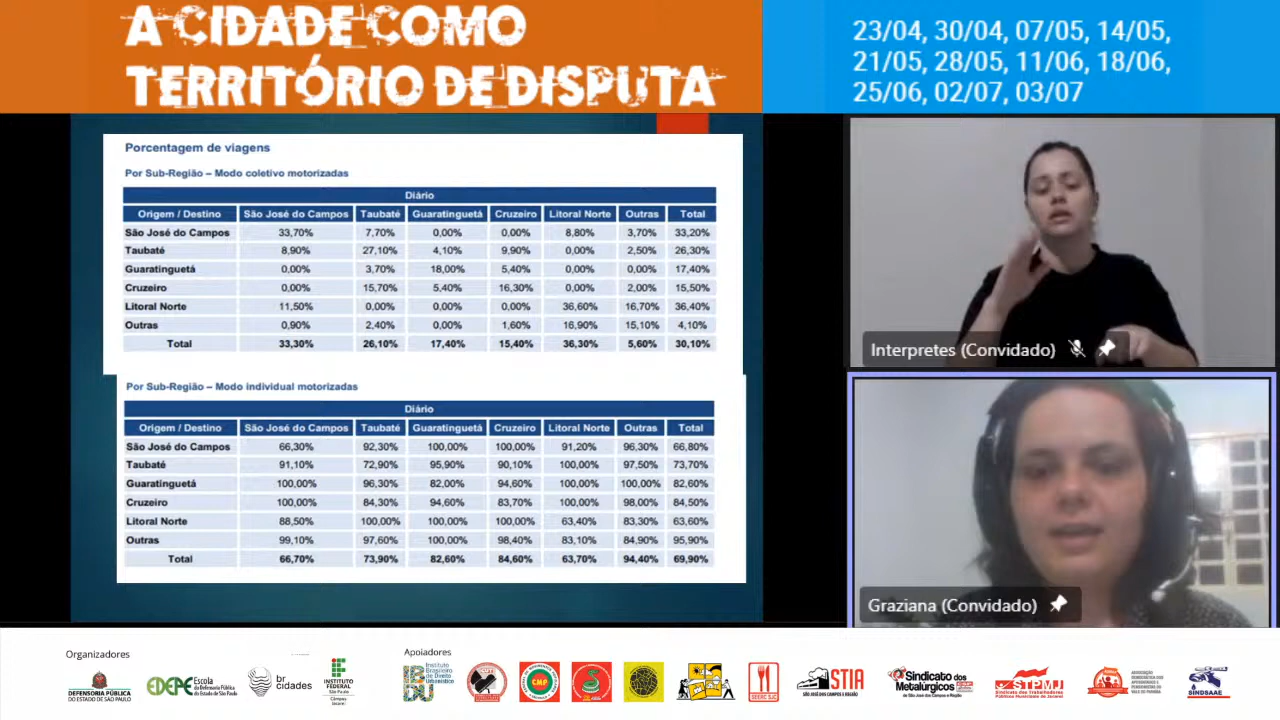 A CIDADE COMO
TERRITÓRIO DE DISPUTA
23/04, 30/04, 07/05, 14/05,
21/05, 28/05, 11/06, 18/06,
25/06, 02/07, 03/07
Porcentagem de viagens
Por Sub-Região – Modo coletivo motorizadas
Diário
Origem / Destino São José do Campos Taubaté Guaratinguetá Cruzeiro Litoral Norte Outras Total
São José do Campos 33,70% 7,70% 0,00% 0,00% 8,80% 3,70% 33,20%
Taubaté 8,90% 27,10% 4,10% 9,90% 0,00% 2,50% 26,30%
Guaratinguetá 0,00% 3,70% 18,00% 5,40% 0,00% 0,00% 17,40%
Cruzeiro 0,00% 15,70% 5,40% 16,30% 0,00% 2,00% 15,50%
Litoral Norte 11,50% 0,00% 0,00% 0,00% 36,60% 16,70% 36,40%
Outras 0,90% 2,40% 0,00% 1,60% 16,90% 15,10% 4,10%
Total 33,30% 26,10% 17,40% 15,40% 36,30% 5,60% 30,10%
Por Sub-Região – Modo individual motorizadas
Diário
Origem / Destino São José do Campos Taubaté Guaratinguetá Cruzeiro Litoral Norte Outras Total
São José do Campos 66,30% 92,30% 100,00% 100,00% 91,20% 96,30% 66,80%
Taubaté 91,10% 72,90% 95,90% 90,10% 100,00% 97,50% 73,70%
Guaratinguetá 100,00% 96,30% 82,00% 94,60% 100,00% 100,00% 82,60%
Cruzeiro 100,00% 84,30% 94,60% 83,70% 100,00% 98,00% 84,50%
Litoral Norte 88,50% 100,00% 100,00% 100,00% 63,40% 83,30% 63,60%
Outras 99,10% 97,60% 100,00% 98,40% 83,10% 84,90% 95,90%
Total 66,70% 73,90% 82,60% 84,60% 63,70% 94,40% 69,90%
Interpretes (Convidado)
Graziana (Convidado)
Organizadores
DEFENSORIA PÚBLICA
DO ESTADO DE SÃO PAULO
EDEPE Escola
da Defensoria Pública
do Estado de São Paulo
br
cidades
INSTITUTO
FEDERAL
São Paulo
Apoiadores
IBDU
Instituto
Brasileiro
de Direito
Urbanístico
CMP
STIA
SÃO JOSÉ DOS CAMPOS E REGIÃO
Sindicato dos
Metalúrgicos
STPMJ
SINDSAAE